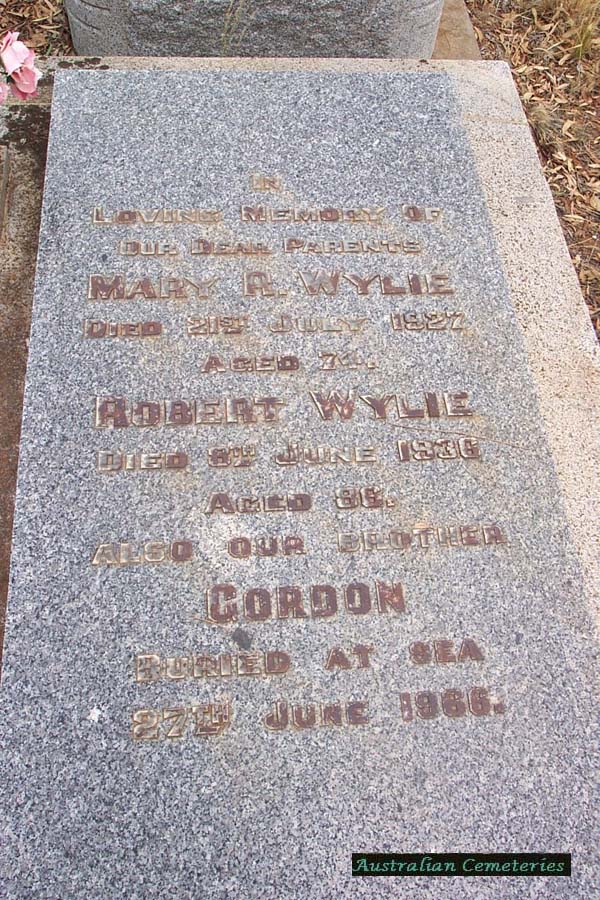 IN
LOVING MEMORY OF
OUR DEAR PARENTS
MARY R. WYLIE
DIED 21ST JULY 1927
AGED 74.
ROBERT WYLIE
DIED 8TH JUNE 1936
AGED 86.
ALSO OUR BROTHER
GORDON
BURIED AT SEA
27TH JUNE 1966.
Australian Cemeteries